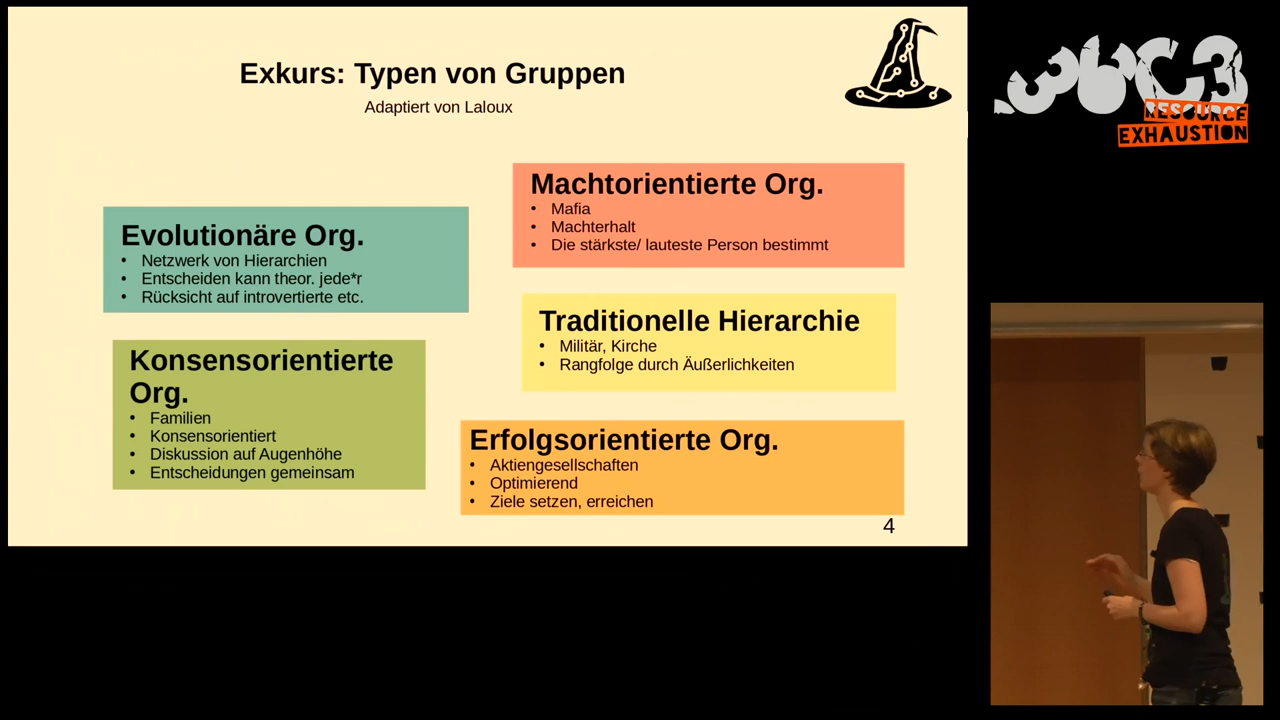 Exkurs: Typen von Gruppen
Adaptiert von Laloux
Machtorientierte Org.
• Mafia
• Machterhalt
• Die stärkste/ lauteste Person bestimmt
Evolutionäre Org.
• Netzwerk von Hierarchien
• Entscheiden kann theor. jede*r
• Rücksicht auf introvertierte etc.
Traditionelle Hierarchie
• Militär, Kirche
• Rangfolge durch Äußerlichkeiten
Konsensorientierte
Org.
• Familien
• Konsensorientiert
• Diskussion auf Augenhöhe
• Entscheidungen gemeinsam
Erfolgsorientierte Org.
• Aktiengesellschaften
• Optimierend
• Ziele setzen, erreichen
4
36C3
RESOURCE
EXHAUSTION